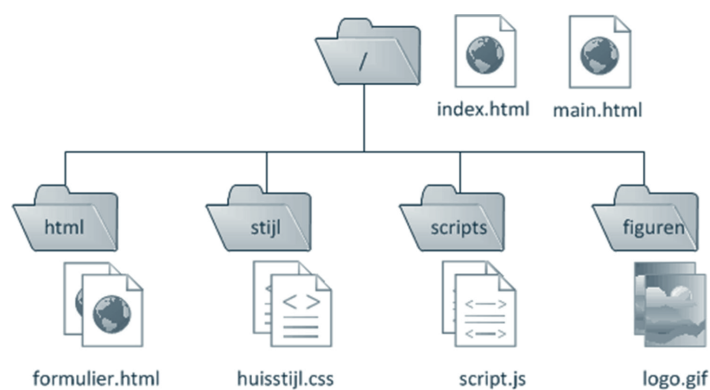 /
index.html
main.html
html
stijl
scripts
figuren
formulier.html
huisstijl.css
script.js
logo.gif